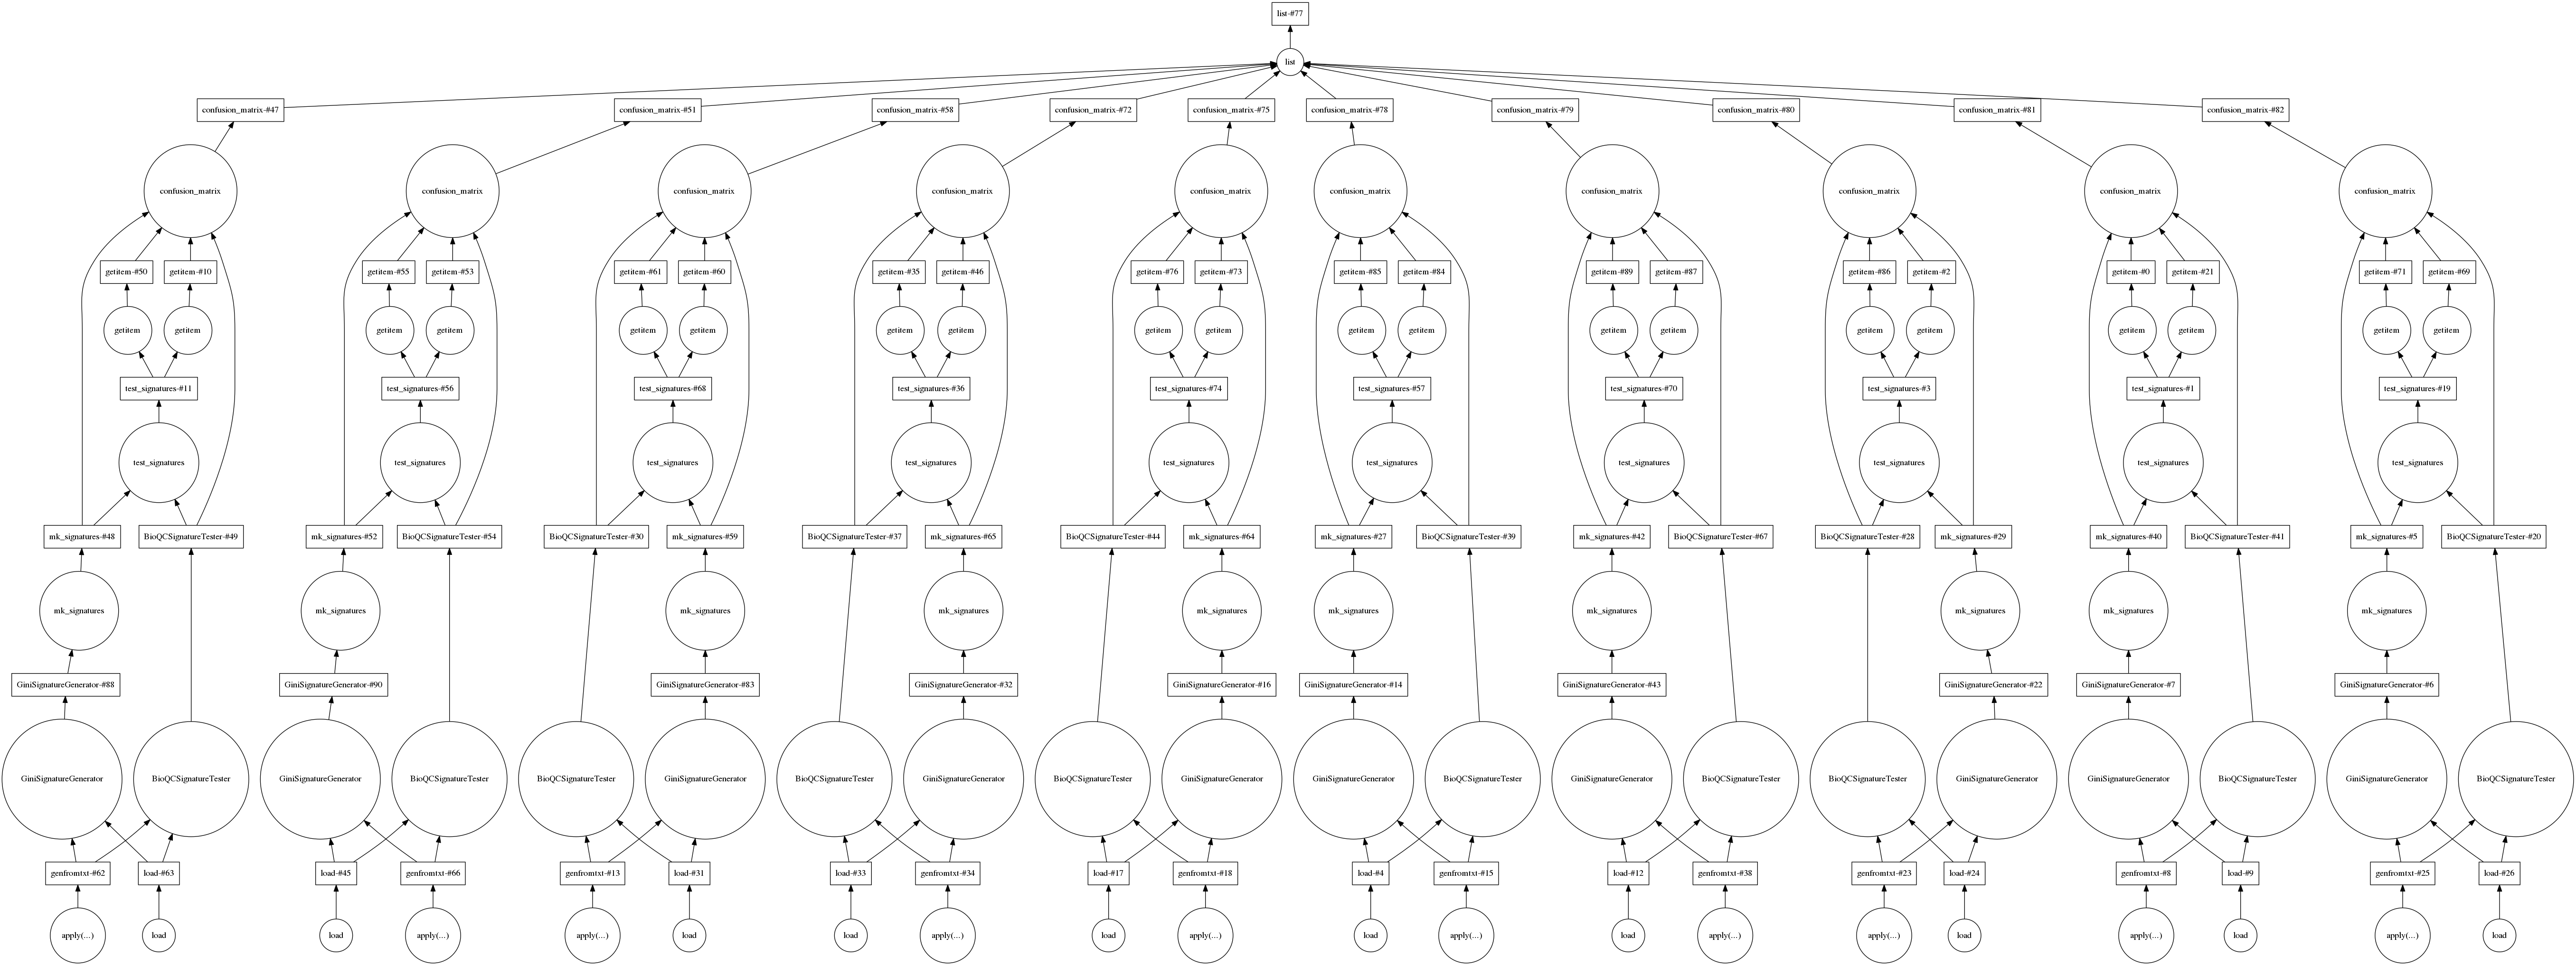 list-#77
list
confusion_matrix-#47 confusion_matrix-#51 confusion_matrix-#58 confusion_matrix-#72 confusion_matrix-#75 confusion_matrix-#78 confusion_matrix-#79 confusion_matrix-#80 confusion_matrix-#81 confusion_matrix-#82
confusion_matrix confusion_matrix confusion_matrix confusion_matrix confusion_matrix confusion_matrix confusion_matrix confusion_matrix confusion_matrix confusion_matrix
getitem-#50 getitem-#10 getitem-#55 getitem-#53 getitem-#61 getitem-#60 getitem-#35 getitem-#46 getitem-#76 getitem-#73 getitem-#85 getitem-#84 getitem-#89 getitem-#87 getitem-#86 getitem-#2 getitem-#0 getitem-#21 getitem-#71 getitem-#69
getitem getitem getitem getitem getitem getitem getitem getitem getitem getitem getitem getitem getitem getitem getitem getitem getitem getitem getitem getitem
test_signatures-#11 test_signatures-#56 test_signatures-#68 test_signatures-#36 test_signatures-#74 test_signatures-#57 test_signatures-#70 test_signatures-#3 test_signatures-#1 test_signatures-#19
test_signatures test_signatures test_signatures test_signatures test_signatures test_signatures test_signatures test_signatures test_signatures test_signatures
mk_signatures-#48 BioQCSignatureTester-#49 mk_signatures-#52 BioQCSignatureTester-#54 BioQCSignatureTester-#30 mk_signatures-#59 BioQCSignatureTester-#37 mk_signatures-#65 BioQCSignatureTester-#44 mk_signatures-#64 mk_signatures-#27 BioQCSignatureTester-#39 mk_signatures-#42 BioQCSignatureTester-#67 BioQCSignatureTester-#28 mk_signatures-#29 mk_signatures-#40 BioQCSignatureTester-#41 mk_signatures-#5 BioQCSignatureTester-#20
mk_signatures mk_signatures mk_signatures mk_signatures mk_signatures mk_signatures mk_signatures mk_signatures mk_signatures mk_signatures
GiniSignatureGenerator-#88 GiniSignatureGenerator-#90 GiniSignatureGenerator-#83 GiniSignatureGenerator-#32 GiniSignatureGenerator-#16 GiniSignatureGenerator-#14 GiniSignatureGenerator-#43 GiniSignatureGenerator-#22 GiniSignatureGenerator-#7 GiniSignatureGenerator-#6
GiniSignatureGenerator BioQCSignatureTester GiniSignatureGenerator BioQCSignatureTester BioQCSignatureTester GiniSignatureGenerator BioQCSignatureTester GiniSignatureGenerator BioQCSignatureTester GiniSignatureGenerator GiniSignatureGenerator BioQCSignatureTester GiniSignatureGenerator BioQCSignatureTester BioQCSignatureTester GiniSignatureGenerator GiniSignatureGenerator BioQCSignatureTester GiniSignatureGenerator BioQCSignatureTester
genfromtxt-#62 load-#63 load-#45 genfromtxt-#66 genfromtxt-#13 load-#31 load-#33 genfromtxt-#34 load-#17 genfromtxt-#18 load-#4 genfromtxt-#15 load-#12 genfromtxt-#38 genfromtxt-#23 load-#24 genfromtxt-#8 load-#9 genfromtxt-#25 load-#26
apply(...) load load apply(...) apply(...) load load apply(...) load apply(...) load apply(...) load apply(...) apply(...) load apply(...) load apply(...) load